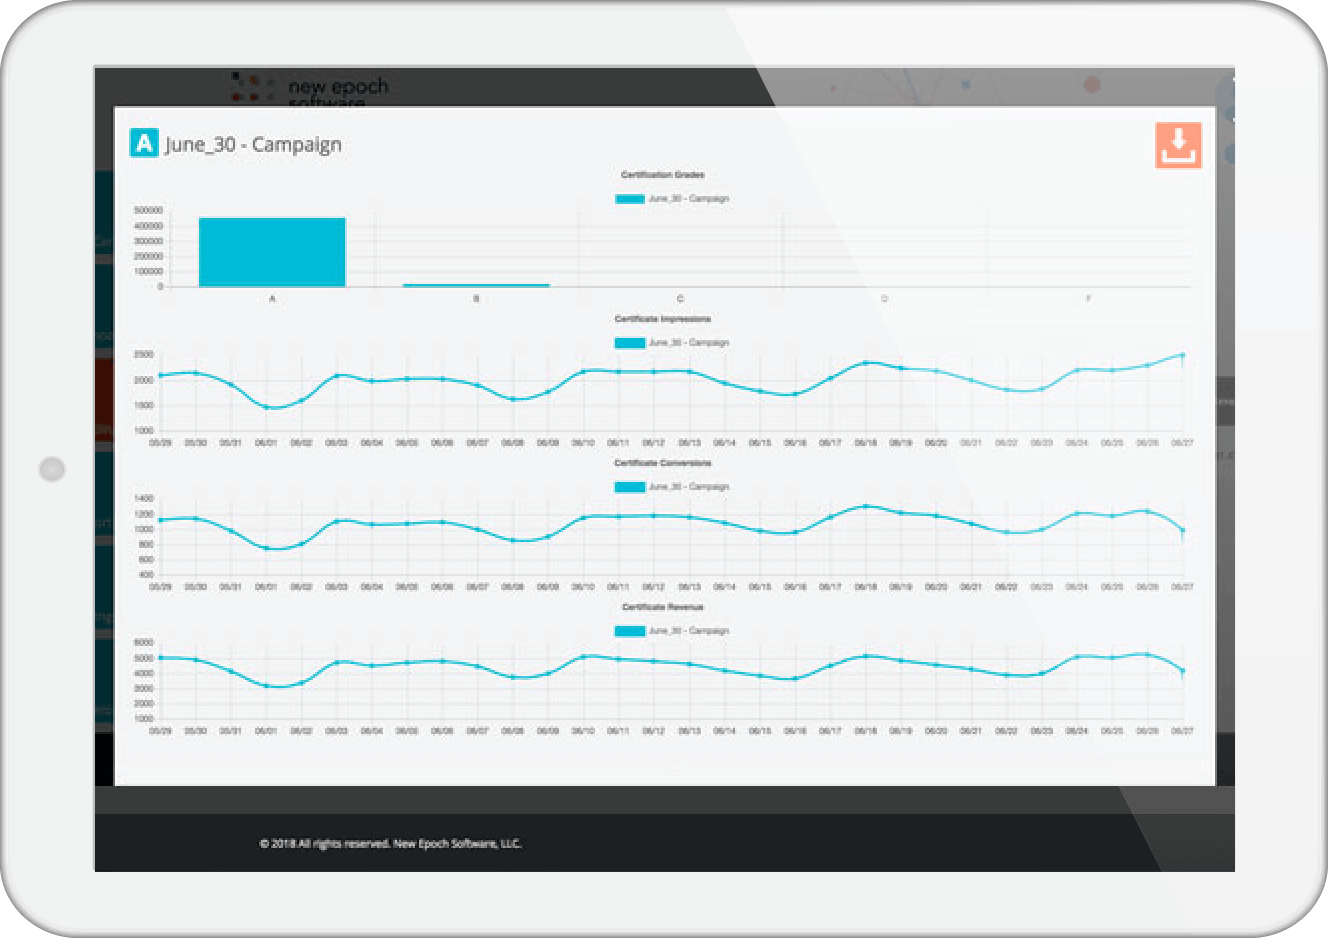 new epoch
software
A June_30 - Campaign
Certification Grades
June_30 - Campaign
500000
400000
300000
200000
100000
0
A B C D F
Certificate Impressions
June_30 - Campaign
2500
2000
1500
1000
05/29 05/30 05/31 06/01 06/02 06/03 06/04 06/05 06/06 06/07 06/08 06/09 06/10 06/11 06/12 06/13 06/14 06/15 06/16 06/17 06/18 06/19 06/20 06/21 06/22 06/23 06/24 06/25 06/26 06/27
Certificate Conversions
June_30 - Campaign
1400
1200
1000
800
600
400
05/29 05/30 05/31 06/01 06/02 06/03 06/04 06/05 06/06 06/07 06/08 06/09 06/10 06/11 06/12 06/13 06/14 06/15 06/16 06/17 06/18 06/19 06/20 06/21 06/22 06/23 06/24 06/25 06/26 06/27
Certificate Revenue
June_30 - Campaign
6000
5000
4000
3000
2000
1000
05/29 05/30 05/31 06/01 06/02 06/03 06/04 06/05 06/06 06/07 06/08 06/09 06/10 06/11 06/12 06/13 06/14 06/15 06/16 06/17 06/18 06/19 06/20 06/21 06/22 06/23 06/24 06/25 06/26 06/27
© 2018 All rights reserved. New Epoch Software, LLC.